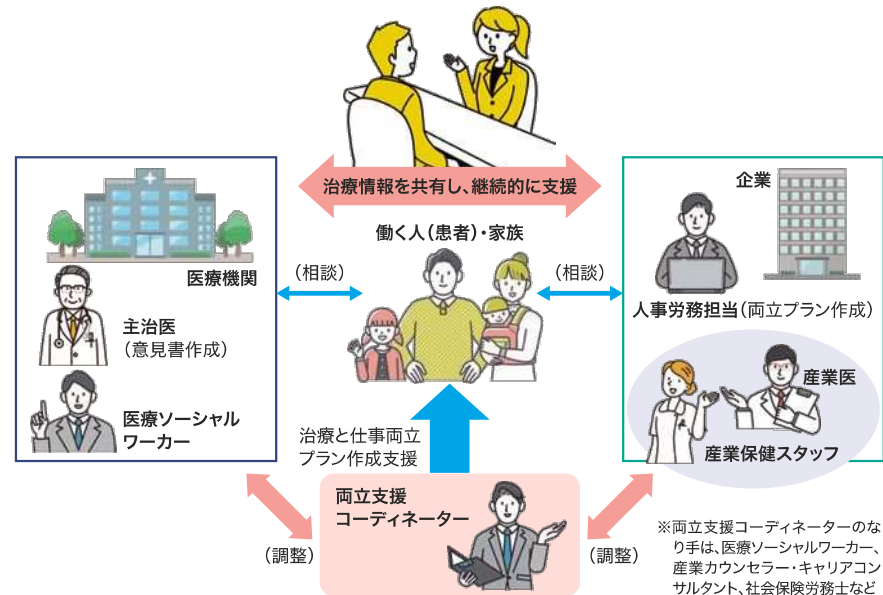 治療情報を共有し、継続的に支援
働く人（患者）・家族
医療機関
（相談）
（相談）
企業
主治医
（意見書作成）
人事労務担当（両立プラン作成）
医療ソーシャル
ワーカー
産業医
産業保健スタッフ
治療と仕事両立
プラン作成支援
両立支援
コーディネーター
（調整）
（調整）
※両立支援コーディネーターのな
り手は、医療ソーシャルワーカー、
産業カウンセラー・キャリアコン
サルタント、社会保険労務士など